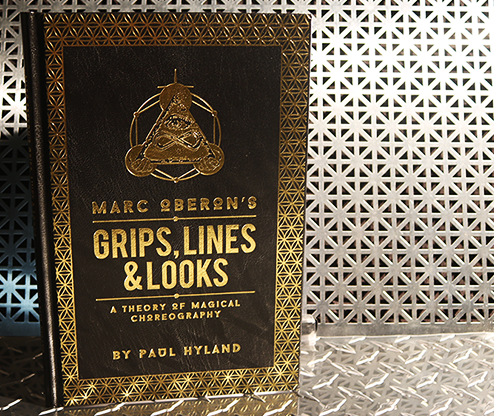 MARC OBERON'S
GRIPS, LINES
& LOOKS
A THEORY OF MAGICAL
CHOREOGRAPHY
BY PAUL HYLAND